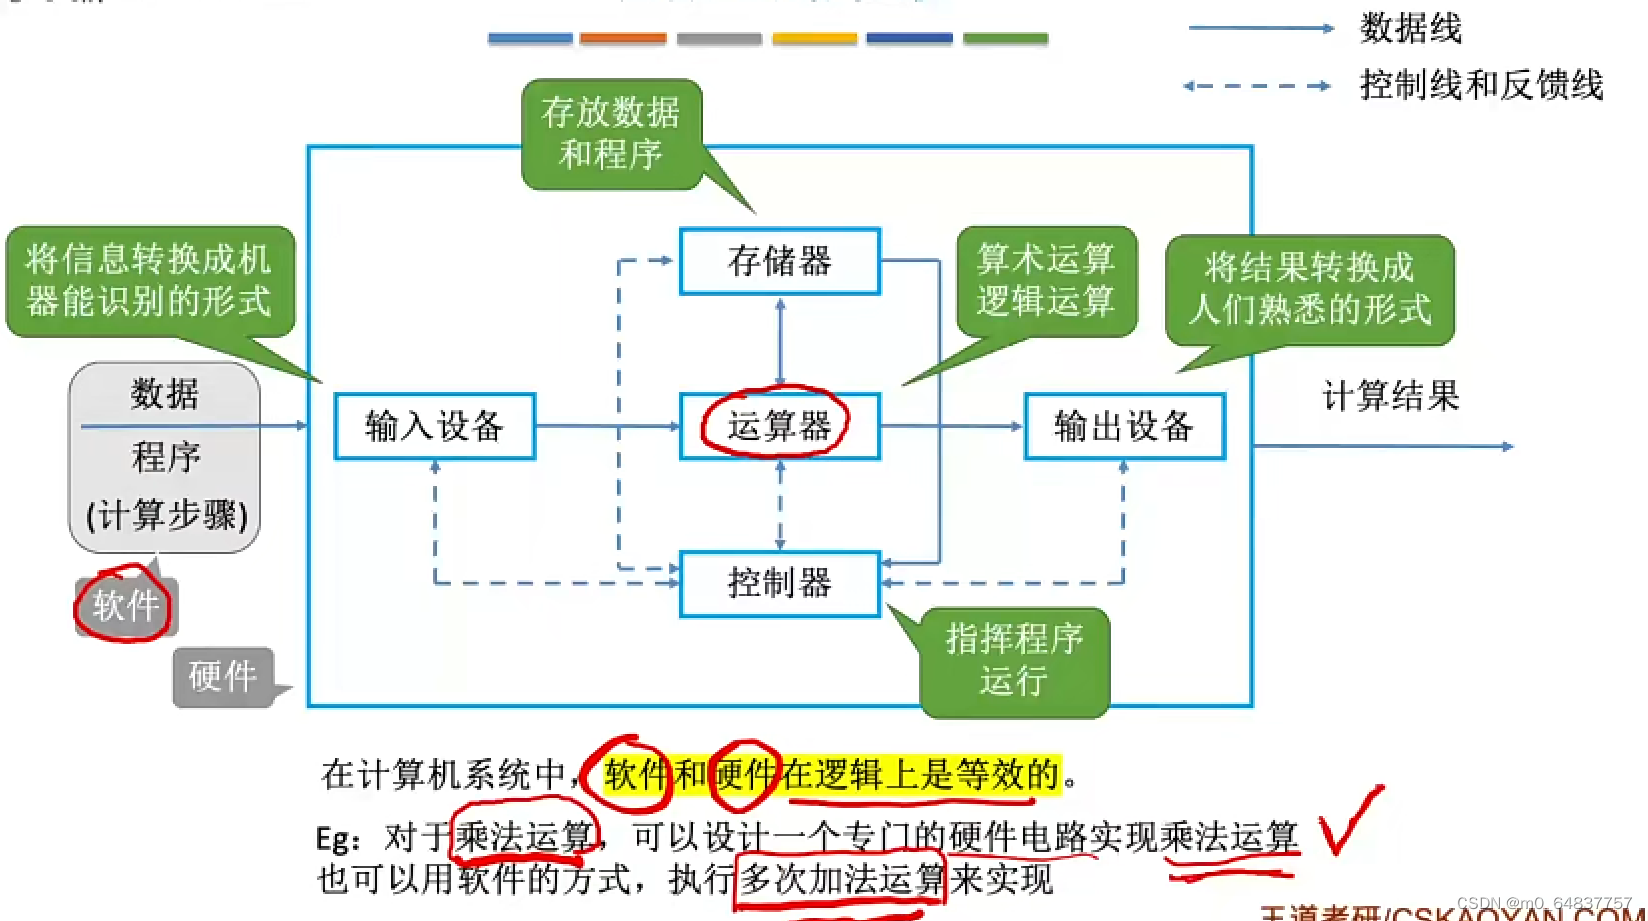 数据线
控制线和反馈线
存放数据
和程序
将信息转换成机
器能识别的形式
存储器
算术运算
逻辑运算
将结果转换成
人们熟悉的形式
数据
程序
(计算步骤)
输入设备
运算器
输出设备
计算结果
控制器
软件
硬件
指挥程序
运行
在计算机系统中，软件和硬件在逻辑上是等效的。
Eg：对于乘法运算，可以设计一个专门的硬件电路实现乘法运算
也可以用软件的方式，执行多次加法运算来实现
CSDN @m0_64837757
王道考研/CSKAOYAN.COM